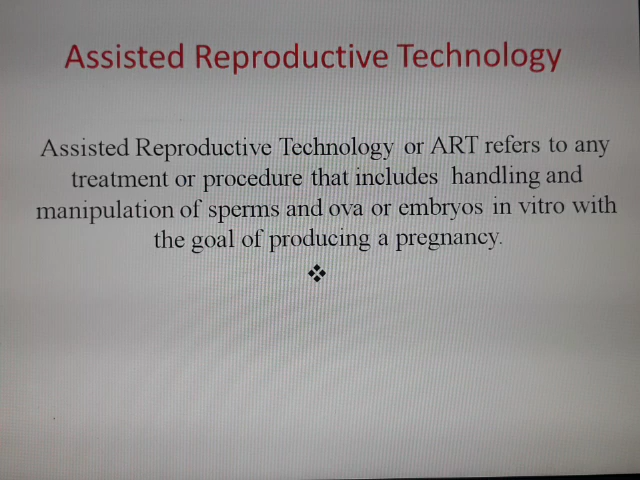 Assisted Reproductive Technology
Assisted Reproductive Technology or ART refers to any
treatment or procedure that includes handling and
manipulation of sperms and ova or embryos in vitro with
the goal of producing a pregnancy.
❖